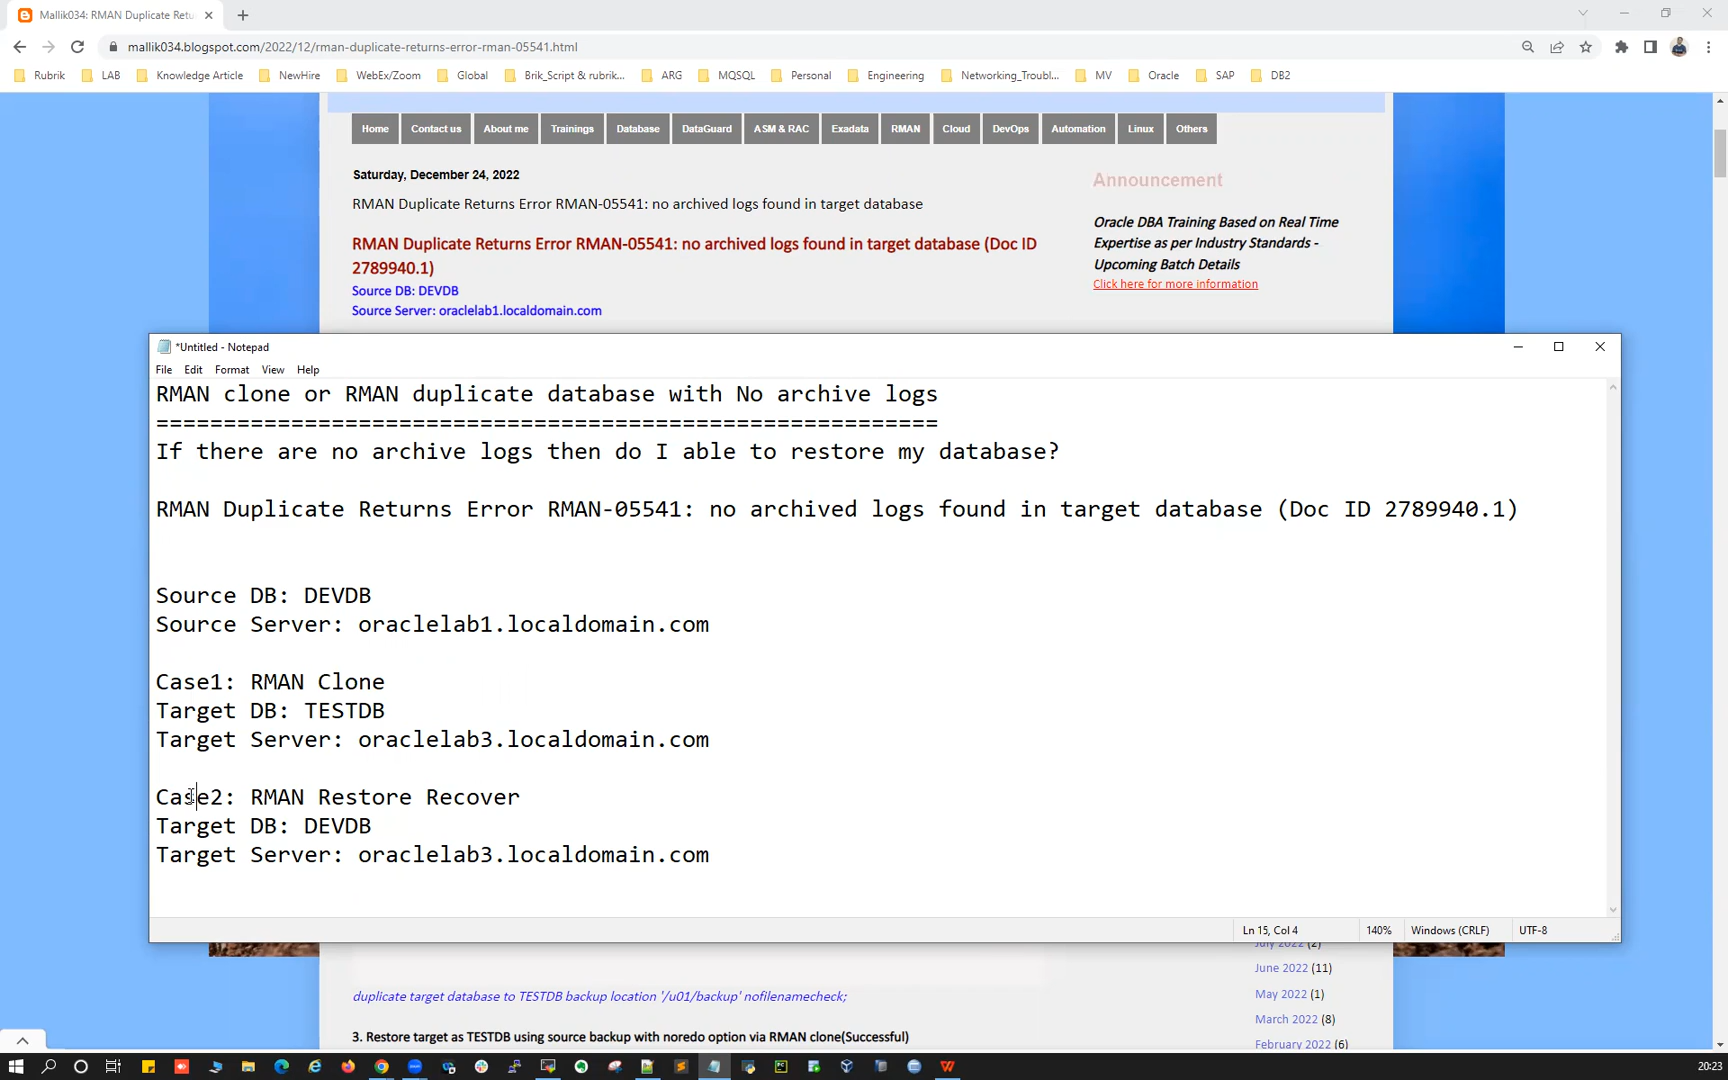 Mallik034: RMAN Duplicate Retu
mallik034.blogspot.com/2022/12/rman-duplicate-returns-error-rman-05541.html
Rubrik LAB Knowledge Article NewHire WebEx/Zoom Global Brik_Script & rubrik... ARG MQSQL Personal Engineering Networking_Troubl... MV Oracle SAP DB2
Home Contact us About me Trainings Database DataGuard ASM & RAC Exadata RMAN Cloud DevOps Automation Linux Others
Saturday, December 24, 2022
RMAN Duplicate Returns Error RMAN-05541: no archived logs found in target database
RMAN Duplicate Returns Error RMAN-05541: no archived logs found in target database (Doc ID
2789940.1)
Source DB: DEVDB
Source Server: oraclelab1.localdomain.com
Announcement
Oracle DBA Training Based on Real Time
Expertise as per Industry Standards -
Upcoming Batch Details
Click here for more information
*Untitled - Notepad
File Edit Format View Help
RMAN clone or RMAN duplicate database with No archive logs
==========================================================
If there are no archive logs then do I able to restore my database?
RMAN Duplicate Returns Error RMAN-05541: no archived logs found in target database (Doc ID 2789940.1)
Source DB: DEVDB
Source Server: oraclelab1.localdomain.com
Case1: RMAN Clone
Target DB: TESTDB
Target Server: oraclelab3.localdomain.com
Case2: RMAN Restore Recover
Target DB: DEVDB
Target Server: oraclelab3.localdomain.com
Ln 15, Col 4 140% Windows (CRLF) UTF-8
July 2022 (2)
June 2022 (11)
May 2022 (1)
March 2022 (8)
February 2022 (6)
duplicate target database to TESTDB backup location '/u01/backup' nofilenamecheck;
3. Restore target as TESTDB using source backup with noredo option via RMAN clone(Successful)
20:23